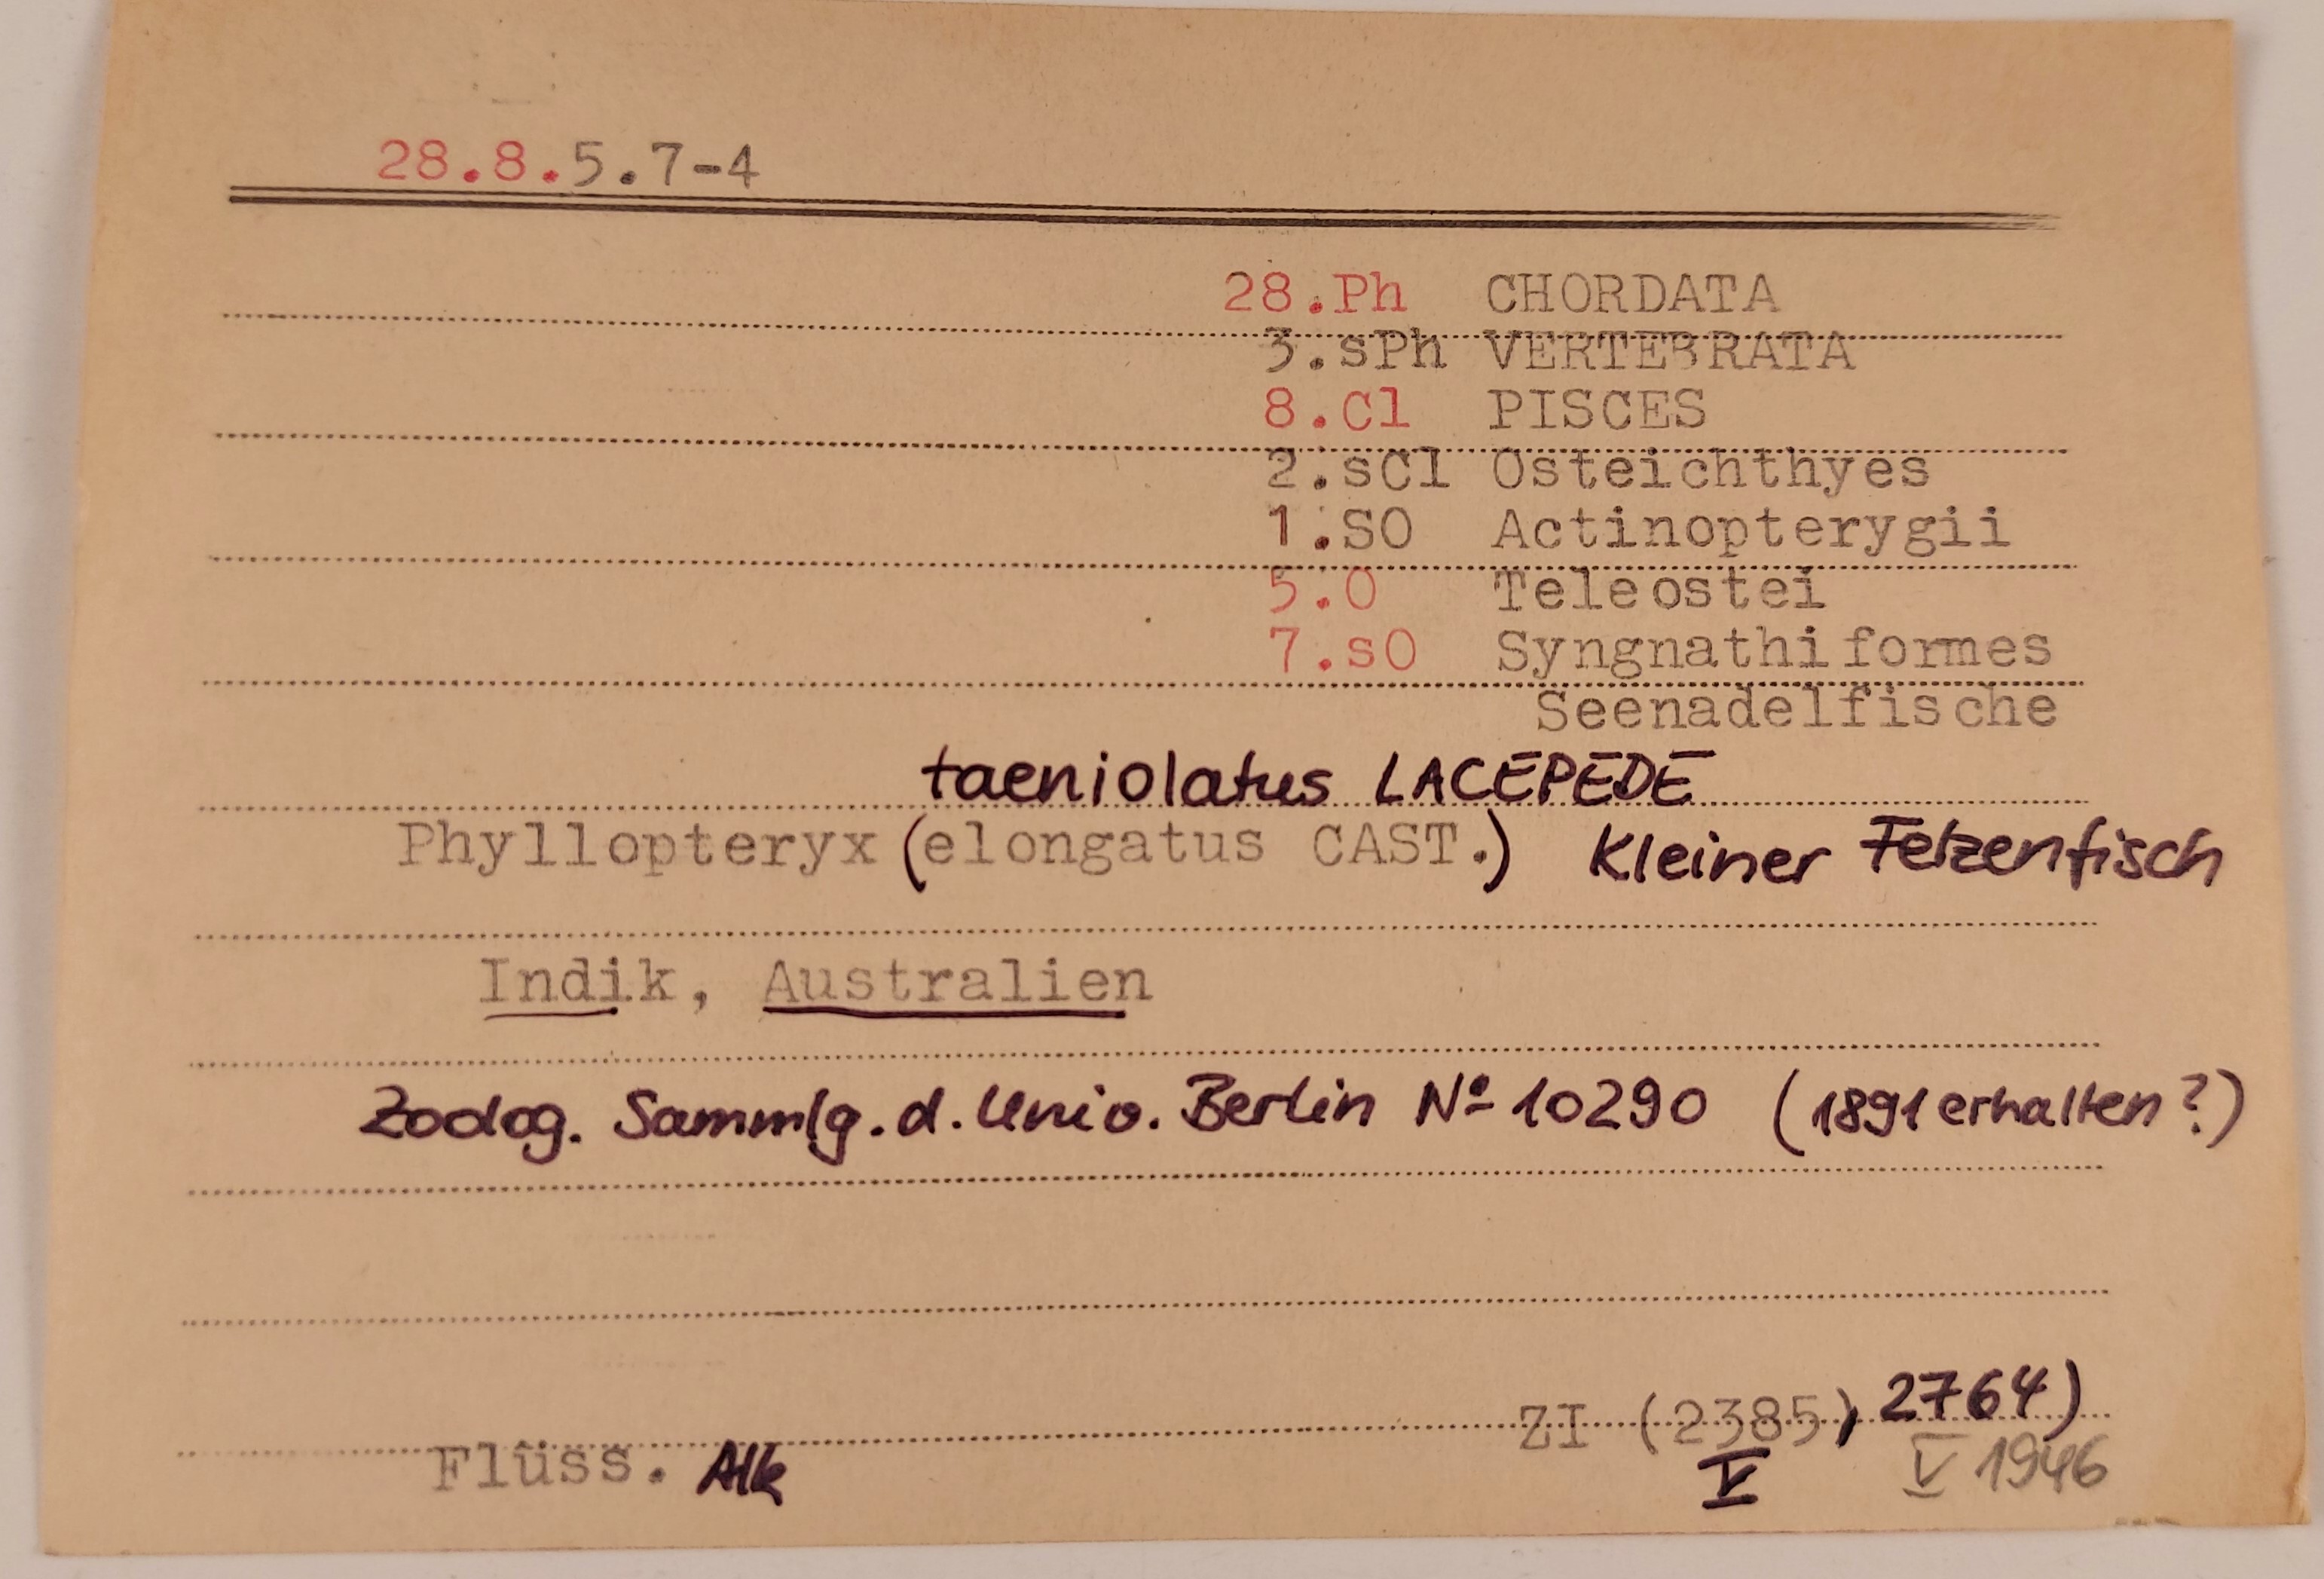 28.8.5.7-4
28.Ph CHORDATA
3.sPh VERTEBRATA
8.Cl PISCES
2.sCl Osteichthyes
1.SO Actinopterygii
5.O Teleostei
7.sO Syngnathiformes
Seenadelfische
taeniolatus LACEPEDE
Phyllopteryx (elongatus CAST.) Kleiner Fetzenfisch
Indik, Australien
Zoolog. Sammlg. d. Univ. Berlin No 10290 (1891 erhalten?)
ZI (2385), 2764)
Flüss. Alk V V 1946